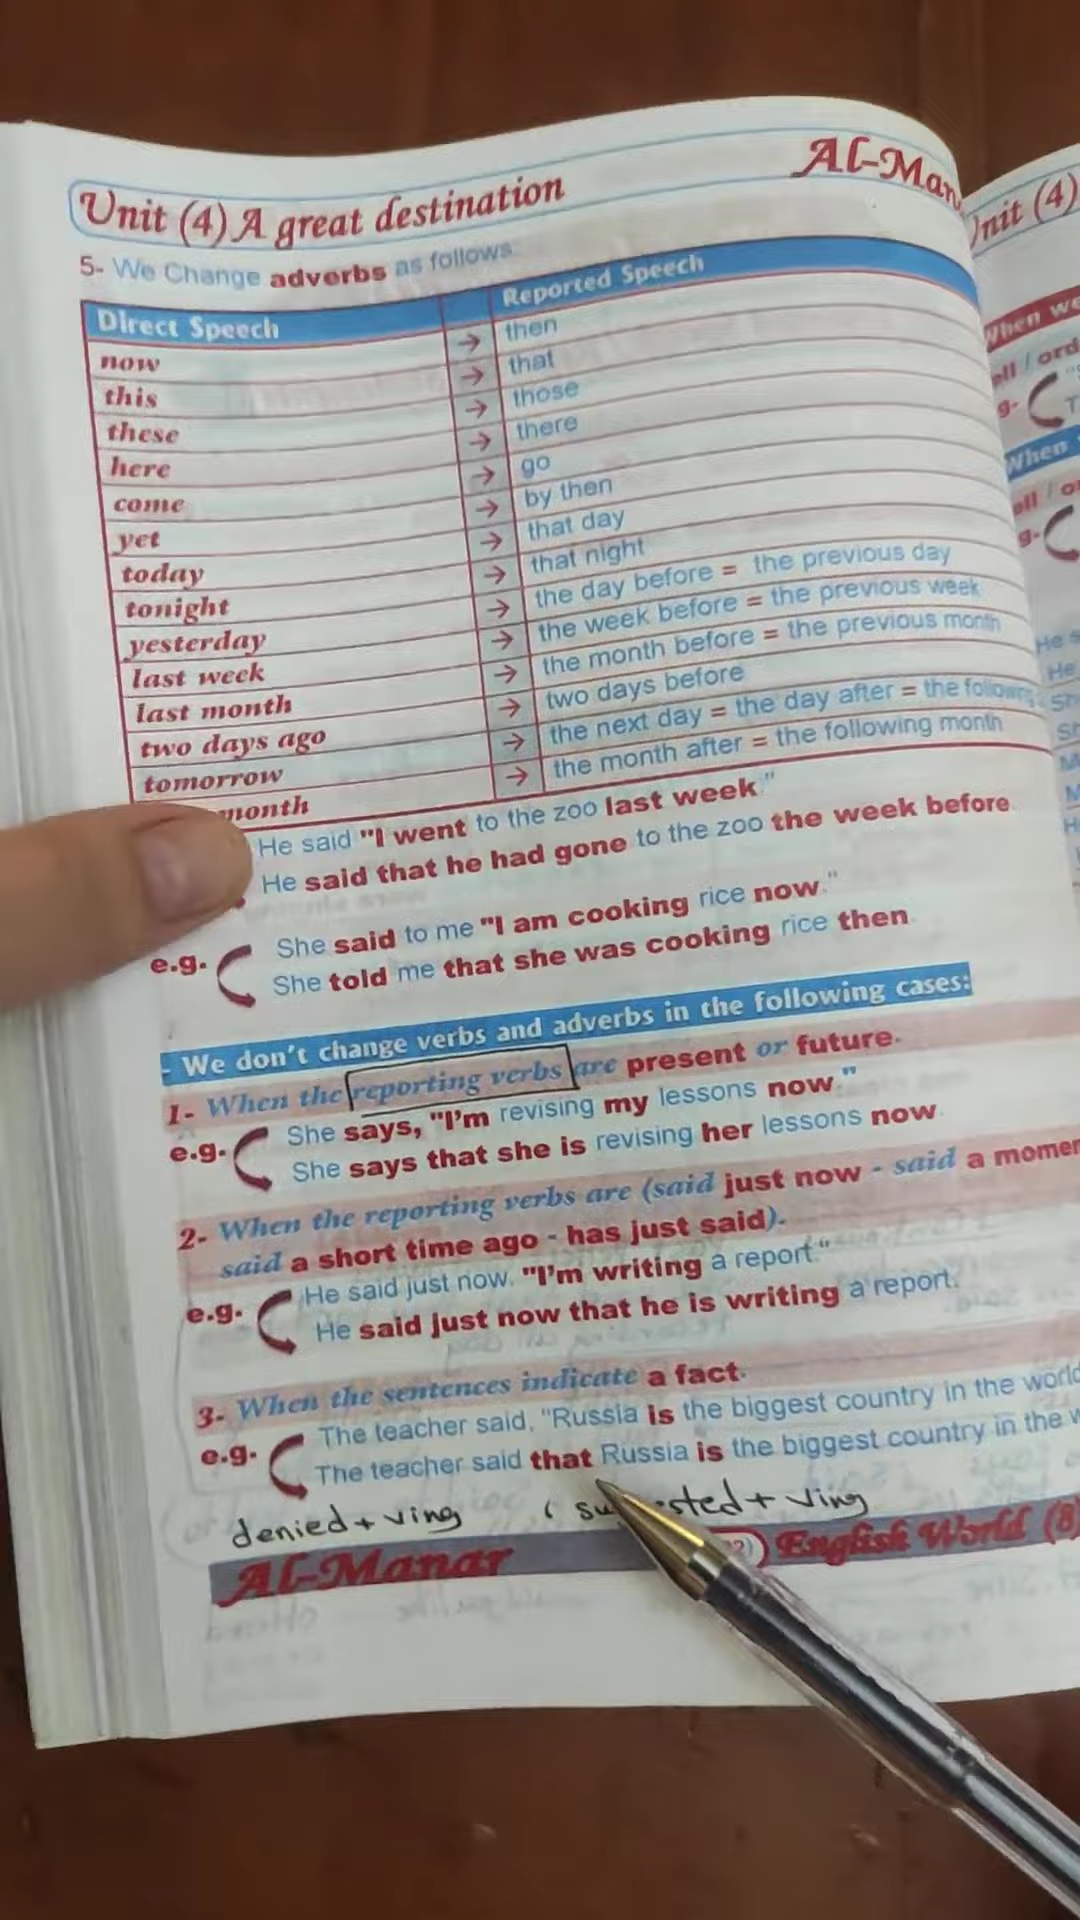 Unit (4) A great destination
Al-Man
5- We Change adverbs as follows:
Direct Speech Reported Speech
now → then
this → that
these → those
here → there
come → go
yet → by then
today → that day
tonight → that night
yesterday → the day before = the previous day
last week → the week before = the previous week
last month → the month before = the previous month
two days ago → two days before
tomorrow → the next day = the day after = the following
month → the month after = the following month
He said "I went to the zoo last week."
He said that he had gone to the zoo the week before.
e.g. She said to me "I am cooking rice now."
She told me that she was cooking rice then.
- We don't change verbs and adverbs in the following cases:
1- When the reporting verbs are present or future.
e.g. She says, "I'm revising my lessons now."
She says that she is revising her lessons now.
2- When the reporting verbs are (said just now - said a
said a short time ago - has just said).
e.g. He said just now, "I'm writing a report."
He said just now that he is writing a report.
3- When the sentences indicate a fact.
e.g. The teacher said, "Russia is the biggest country in the world
The teacher said that Russia is the biggest country in the
denied + ving + ving
Al-Manar English World (8)
Unit (4)